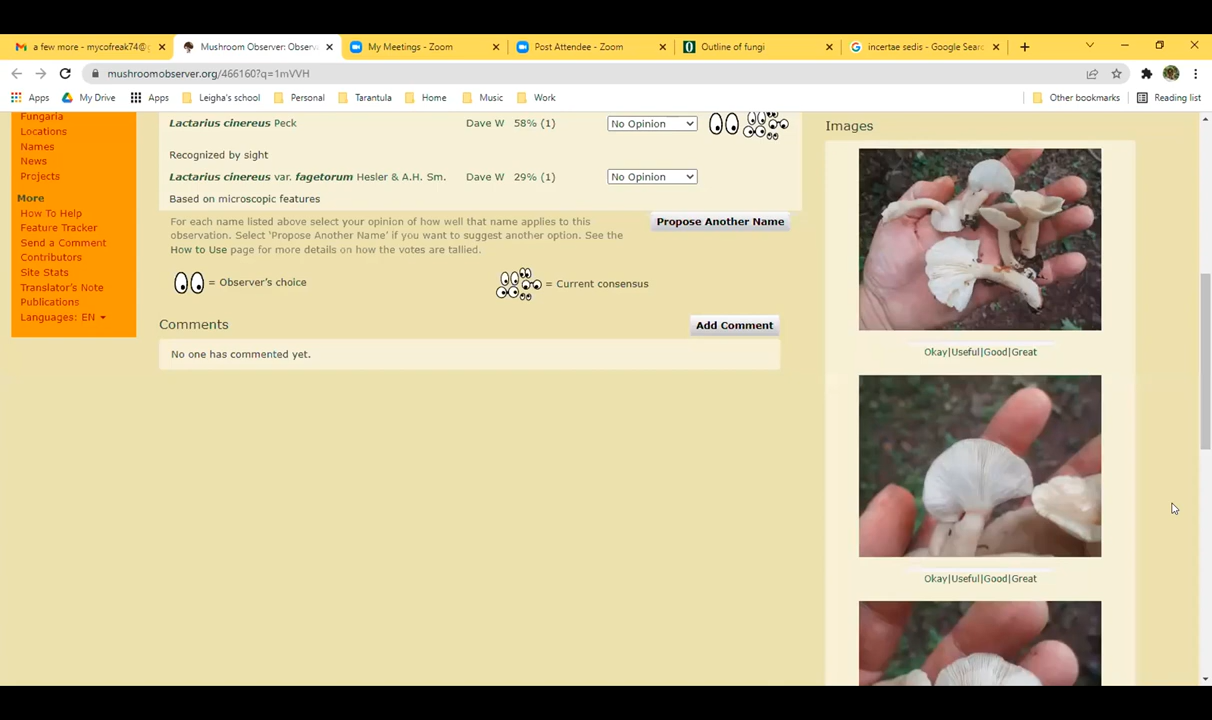 a few more - mycofreak74@g
Mushroom Observer: Observa
My Meetings - Zoom
Post Attendee - Zoom
Outline of fungi
incertae sedis - Google Sear
mushroomobserver.org/466160?q=1mVVH
Apps
My Drive
Apps
Leigha's school
Personal
Tarantula
Home
Music
Work
Other bookmarks
Reading list
Fungaria
Locations
Names
News
Projects
More
How To Help
Feature Tracker
Send a Comment
Contributors
Site Stats
Translator's Note
Publications
Languages: EN
Lactarius cinereus Peck Dave W 58% (1) No Opinion
Recognized by sight
Lactarius cinereus var. fagetorum Hesler & A.H. Sm. Dave W 29% (1) No Opinion
Based on microscopic features
For each name listed above select your opinion of how well that name applies to this
observation. Select 'Propose Another Name' if you want to suggest another option. See the
How to Use page for more details on how the votes are tallied.
Propose Another Name
= Observer's choice
= Current consensus
Comments
Add Comment
No one has commented yet.
Images
Okay|Useful|Good|Great
Okay|Useful|Good|Great